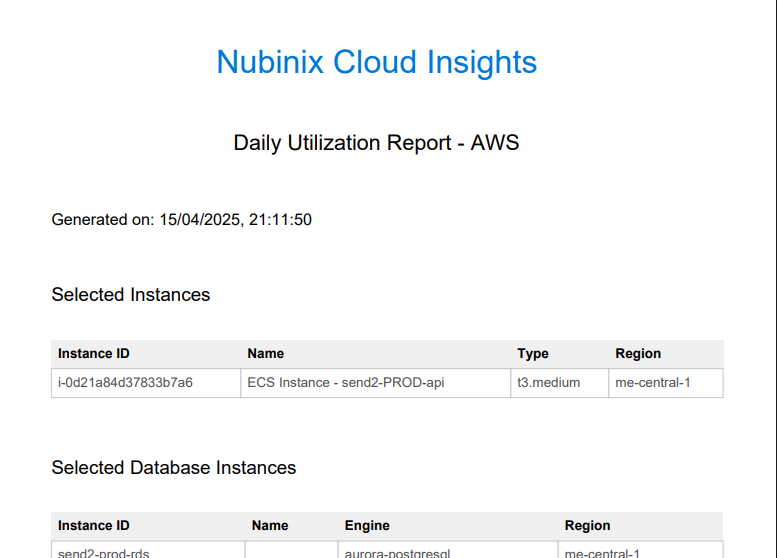 Nubinix Cloud Insights
Daily Utilization Report - AWS
Generated on: 15/04/2025, 21:11:50
Selected Instances
Instance ID Name Type Region
i-0d21a84d37833b7a6 ECS Instance - send2-PROD-api t3.medium me-central-1
Selected Database Instances
Instance ID Name Engine Region
send2-prod-rds aurora-postgresql me-central-1